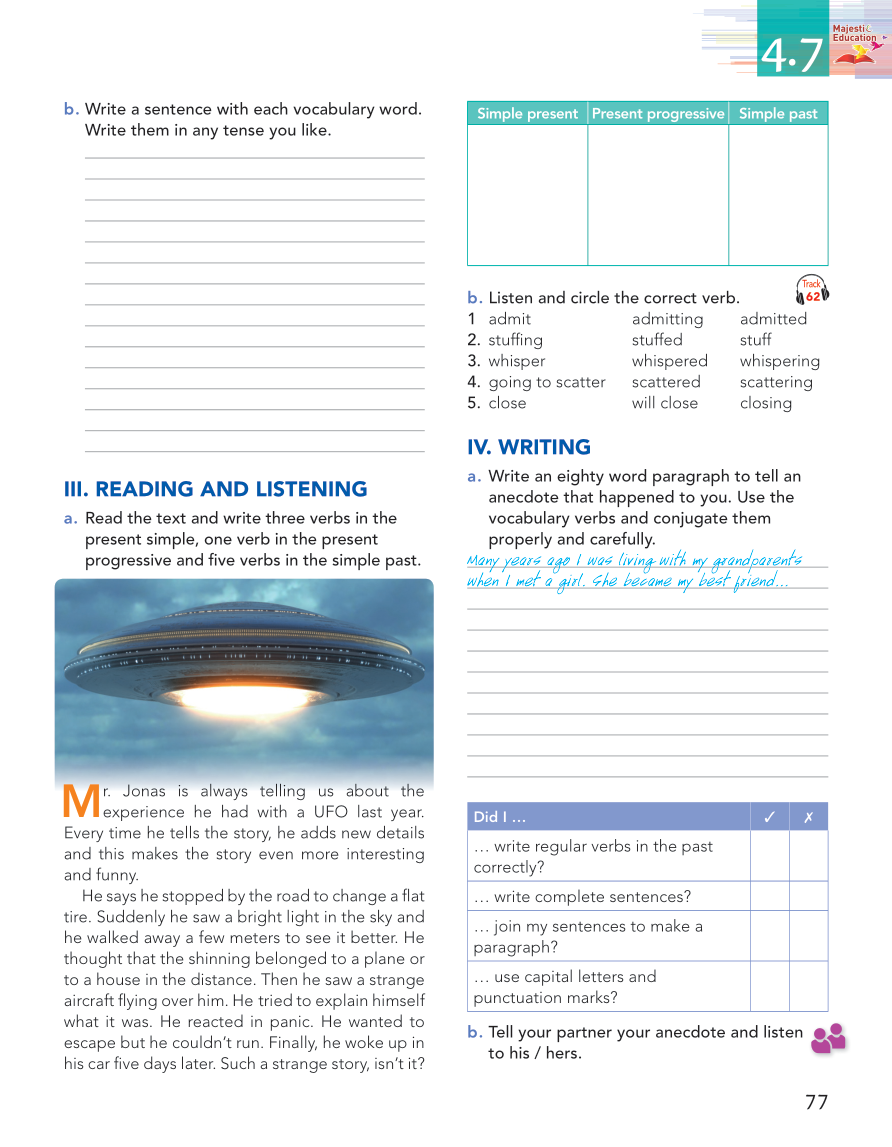 4.7
Majestic
Education
b. Write a sentence with each vocabulary word.
Write them in any tense you like.
III. READING AND LISTENING
a. Read the text and write three verbs in the
present simple, one verb in the present
progressive and five verbs in the simple past.
Mr. Jonas is always telling us about the
experience he had with a UFO last year.
Every time he tells the story, he adds new details
and this makes the story even more interesting
and funny.
He says he stopped by the road to change a flat
tire. Suddenly he saw a bright light in the sky and
he walked away a few meters to see it better. He
thought that the shinning belonged to a plane or
to a house in the distance. Then he saw a strange
aircraft flying over him. He tried to explain himself
what it was. He reacted in panic. He wanted to
escape but he couldn't run. Finally, he woke up in
his car five days later. Such a strange story, isn't it?
Simple present Present progressive Simple past
b. Listen and circle the correct verb.
Track
62
1 admit admitting admitted
2. stuffing stuffed stuff
3. whisper whispered whispering
4. going to scatter scattered scattering
5. close will close closing
IV. WRITING
a. Write an eighty word paragraph to tell an
anecdote that happened to you. Use the
vocabulary verbs and conjugate them
properly and carefully.
Many years ago I was living with my grandparents
when I met a girl. She became my best friend...
Did I … ✓ ✗
… write regular verbs in the past
correctly?
… write complete sentences?
… join my sentences to make a
paragraph?
… use capital letters and
punctuation marks?
b. Tell your partner your anecdote and listen
to his / hers.
77